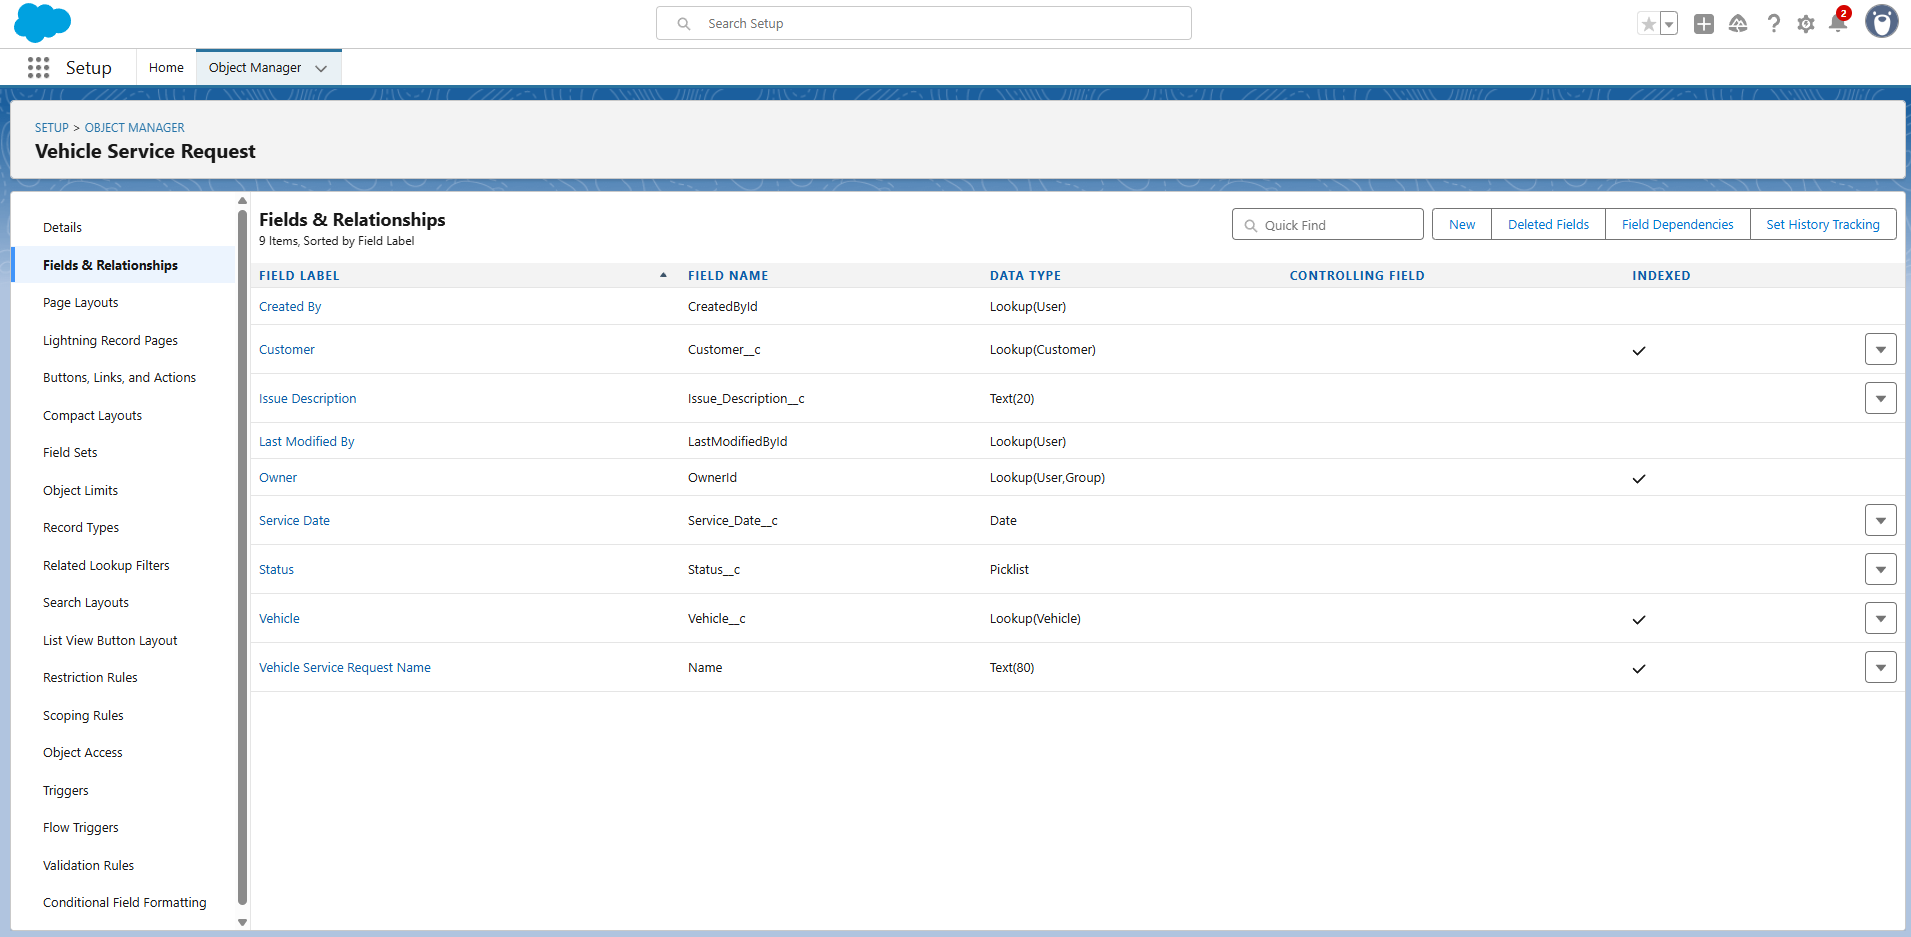 Search Setup
2
Setup
Home
Object Manager
SETUP > OBJECT MANAGER
Vehicle Service Request
Details
Fields & Relationships
Page Layouts
Lightning Record Pages
Buttons, Links, and Actions
Compact Layouts
Field Sets
Object Limits
Record Types
Related Lookup Filters
Search Layouts
List View Button Layout
Restriction Rules
Scoping Rules
Object Access
Triggers
Flow Triggers
Validation Rules
Conditional Field Formatting
Fields & Relationships
9 Items, Sorted by Field Label
Quick Find
New
Deleted Fields
Field Dependencies
Set History Tracking
FIELD LABEL FIELD NAME DATA TYPE CONTROLLING FIELD INDEXED
Created By CreatedById Lookup(User)
Customer Customer__c Lookup(Customer)
Issue Description Issue_Description__c Text(20)
Last Modified By LastModifiedById Lookup(User)
Owner OwnerId Lookup(User,Group)
Service Date Service_Date__c Date
Status Status__c Picklist
Vehicle Vehicle__c Lookup(Vehicle)
Vehicle Service Request Name Name Text(80)